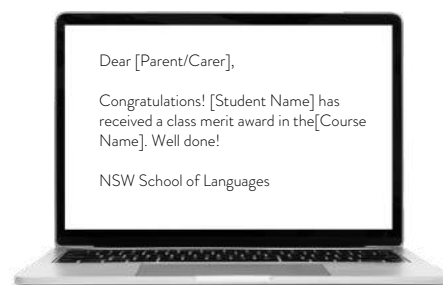 Dear [Parent/Carer],
Congratulations! [Student Name] has
received a class merit award in the[Course
Name]. Well done!
NSW School of Languages